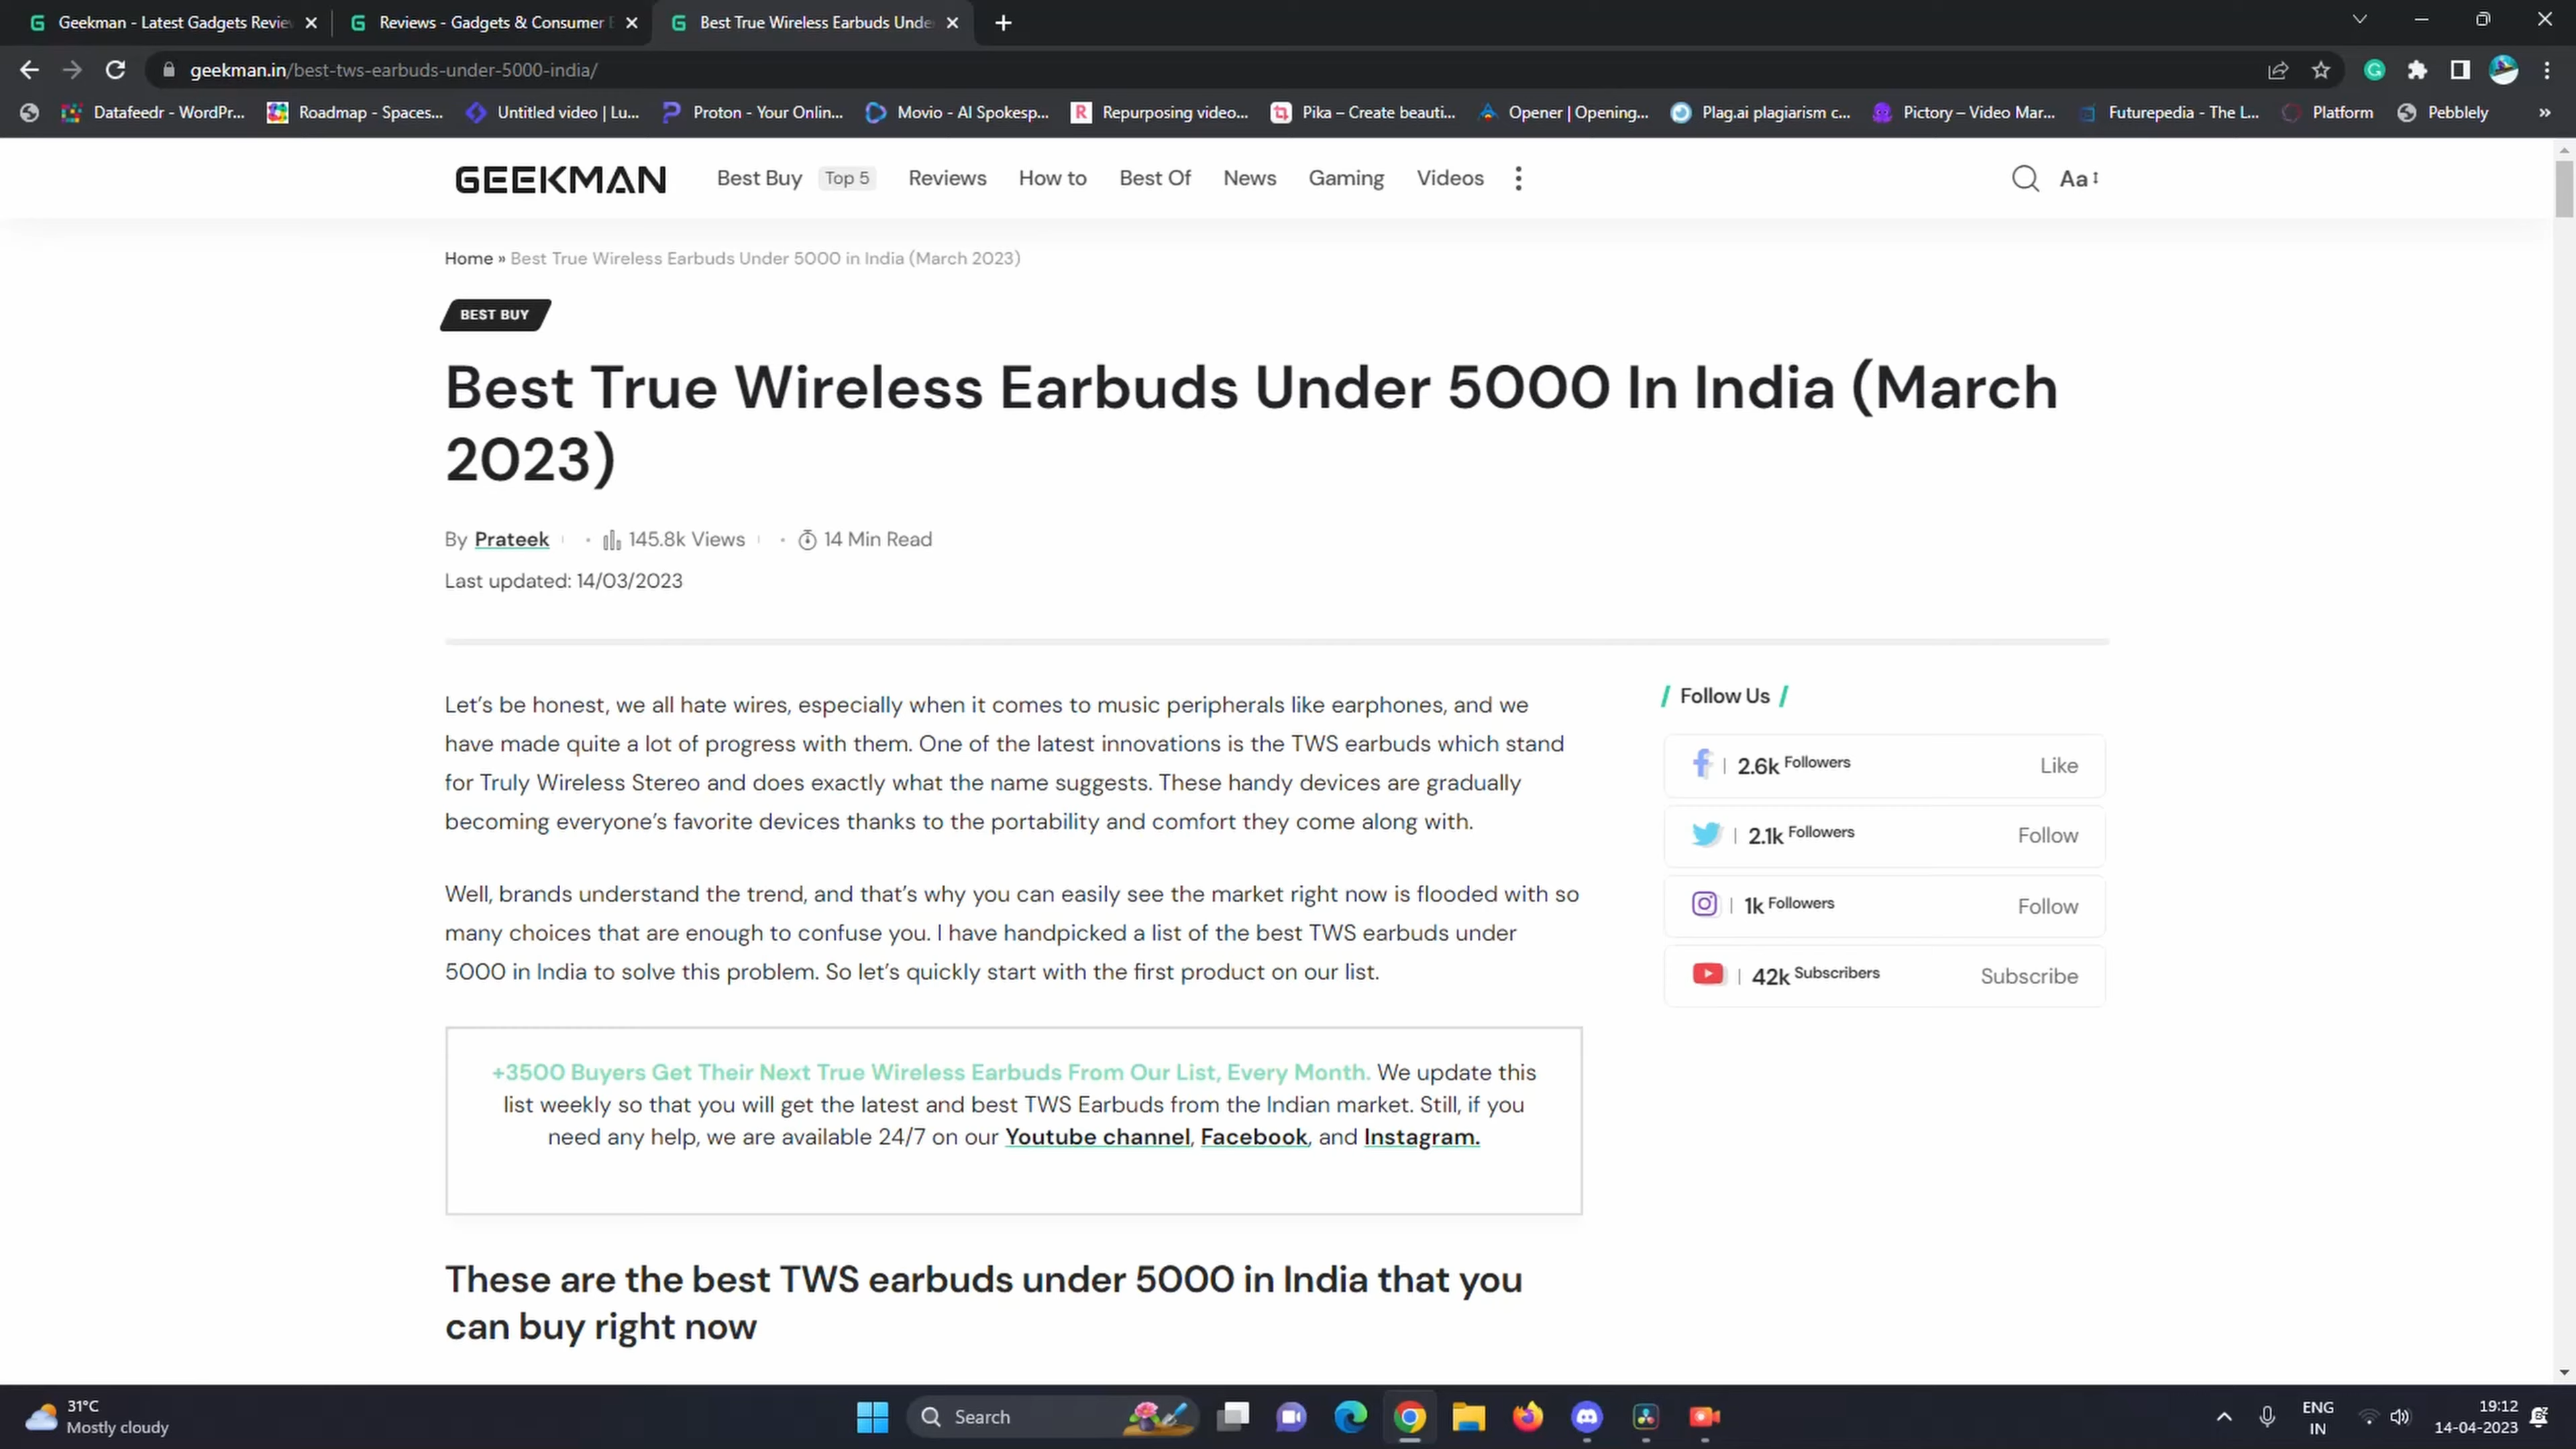 Geekman - Latest Gadgets Revie
Reviews - Gadgets & Consumer E
Best True Wireless Earbuds Unde
geekman.in/best-tws-earbuds-under-5000-india/
Datafeedr - WordPr...
Roadmap - Spaces...
Untitled video | Lu...
Proton - Your Onlin...
Movio - AI Spokesp...
Repurposing video...
Pika – Create beauti...
Opener | Opening...
Plag.ai plagiarism c...
Pictory – Video Mar...
Futurepedia - The L...
Platform
Pebblely
»
GEEKMAN
Best Buy Top 5 Reviews How to Best Of News Gaming Videos
Aa
Home » Best True Wireless Earbuds Under 5000 in India (March 2023)
BEST BUY
Best True Wireless Earbuds Under 5000 In India (March
2023)
By Prateek • 145.8k Views • 14 Min Read
Last updated: 14/03/2023
Let’s be honest, we all hate wires, especially when it comes to music peripherals like earphones, and we
have made quite a lot of progress with them. One of the latest innovations is the TWS earbuds which stand
for Truly Wireless Stereo and does exactly what the name suggests. These handy devices are gradually
becoming everyone’s favorite devices thanks to the portability and comfort they come along with.
Well, brands understand the trend, and that’s why you can easily see the market right now is flooded with so
many choices that are enough to confuse you. I have handpicked a list of the best TWS earbuds under
5000 in India to solve this problem. So let’s quickly start with the first product on our list.
+3500 Buyers Get Their Next True Wireless Earbuds From Our List, Every Month. We update this
list weekly so that you will get the latest and best TWS Earbuds from the Indian market. Still, if you
need any help, we are available 24/7 on our Youtube channel, Facebook, and Instagram.
These are the best TWS earbuds under 5000 in India that you
can buy right now
/ Follow Us /
2.6k Followers Like
2.1k Followers Follow
1k Followers Follow
42k Subscribers Subscribe
31°C
Mostly cloudy
Search
ENG
IN
19:12
14-04-2023